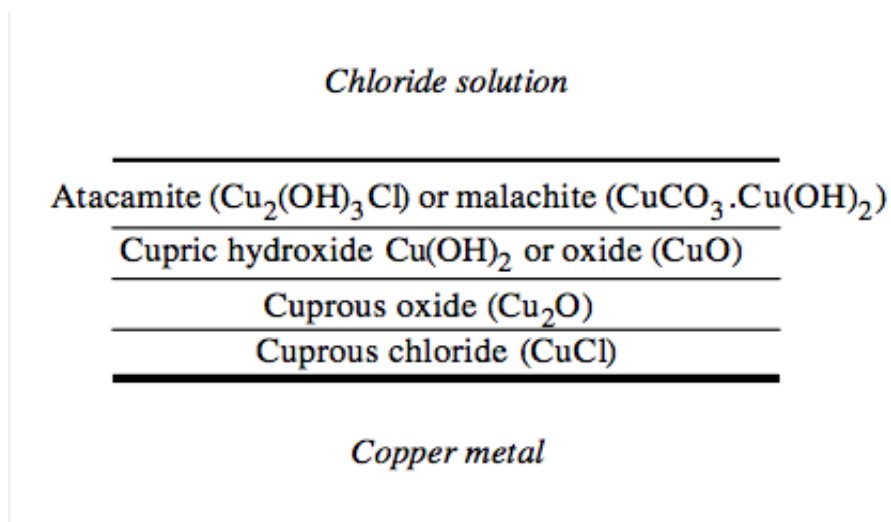 Chloride solution
Atacamite (Cu₂(OH)₃Cl) or malachite (CuCO₃.Cu(OH)₂)
Cupric hydroxide Cu(OH)₂ or oxide (CuO)
Cuprous oxide (Cu₂O)
Cuprous chloride (CuCl)
Copper metal